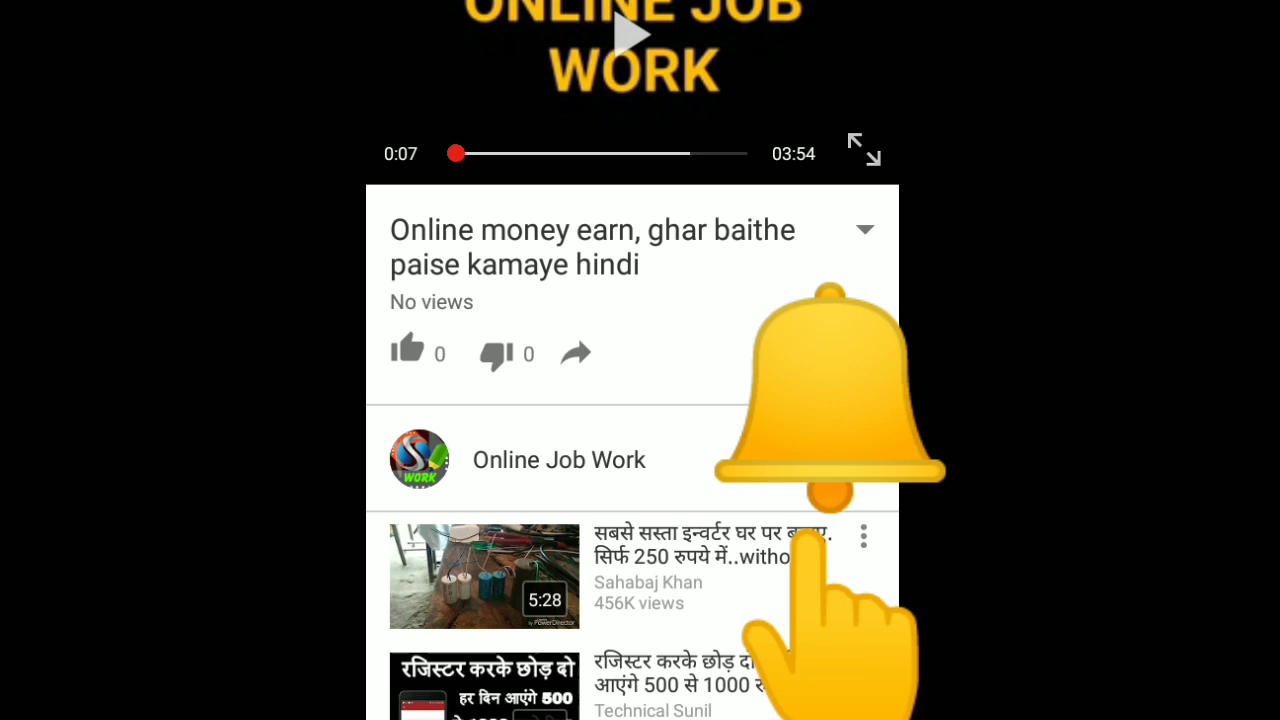 ONLINE JOB
WORK
0:07
03:54
Online money earn, ghar baithe
paise kamaye hindi
No views
0
0
WORK
Online Job Work
5:28
by PowerDirector
सबसे सस्ता इन्वर्टर घर पर
सिर्फ 250 रुपये में..witho
Sahabaj Khan
456K views
रजिस्टर करके छोड़ दो
हर दिन आएंगे 500
रजिस्टर करके छोड़
आएंगे 500 से 1000
Technical Sunil